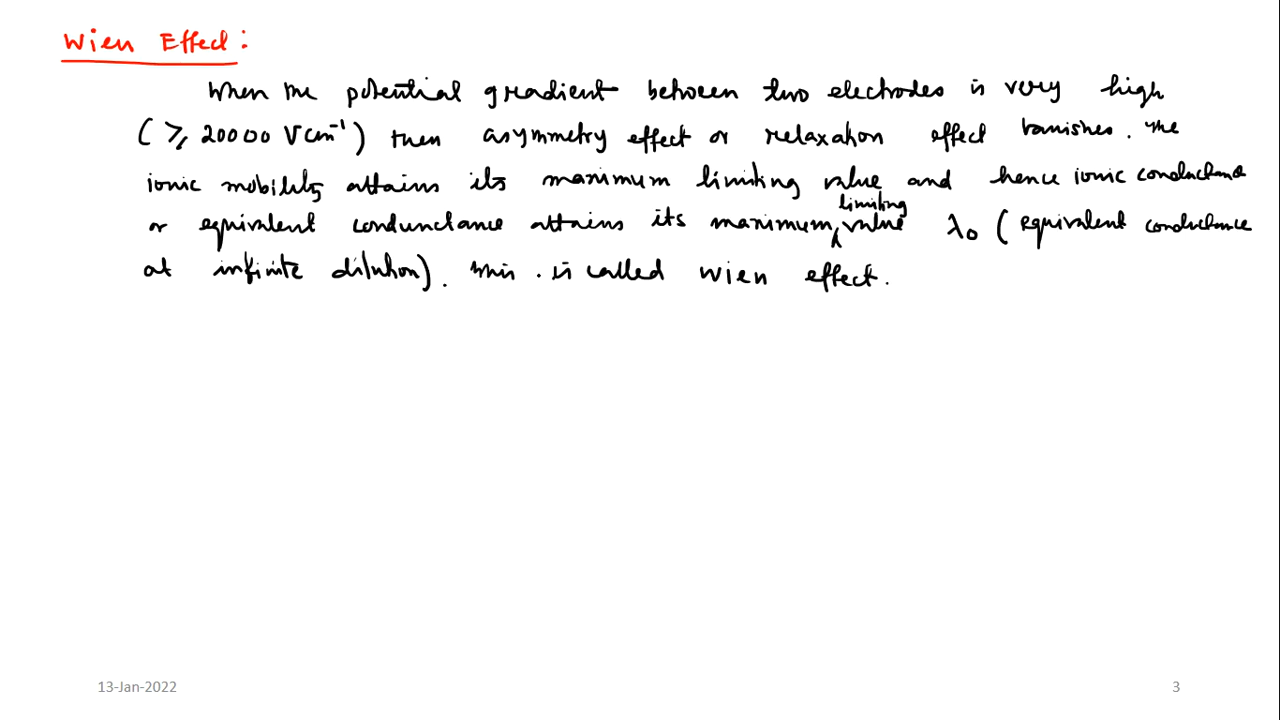 Wien Effect:
When the potential gradient between two electrodes is very high
(⩾ 20000 V cm⁻¹) then asymmetry effect or relaxation effect vanishes. The
ionic mobility attains its maximum limiting value and hence ionic conductance
or equivalent condunctance attains its maximum limiting value λ₀ (equivalent conductance
at infinite dilution). This is called Wien effect.
13-Jan-2022
3